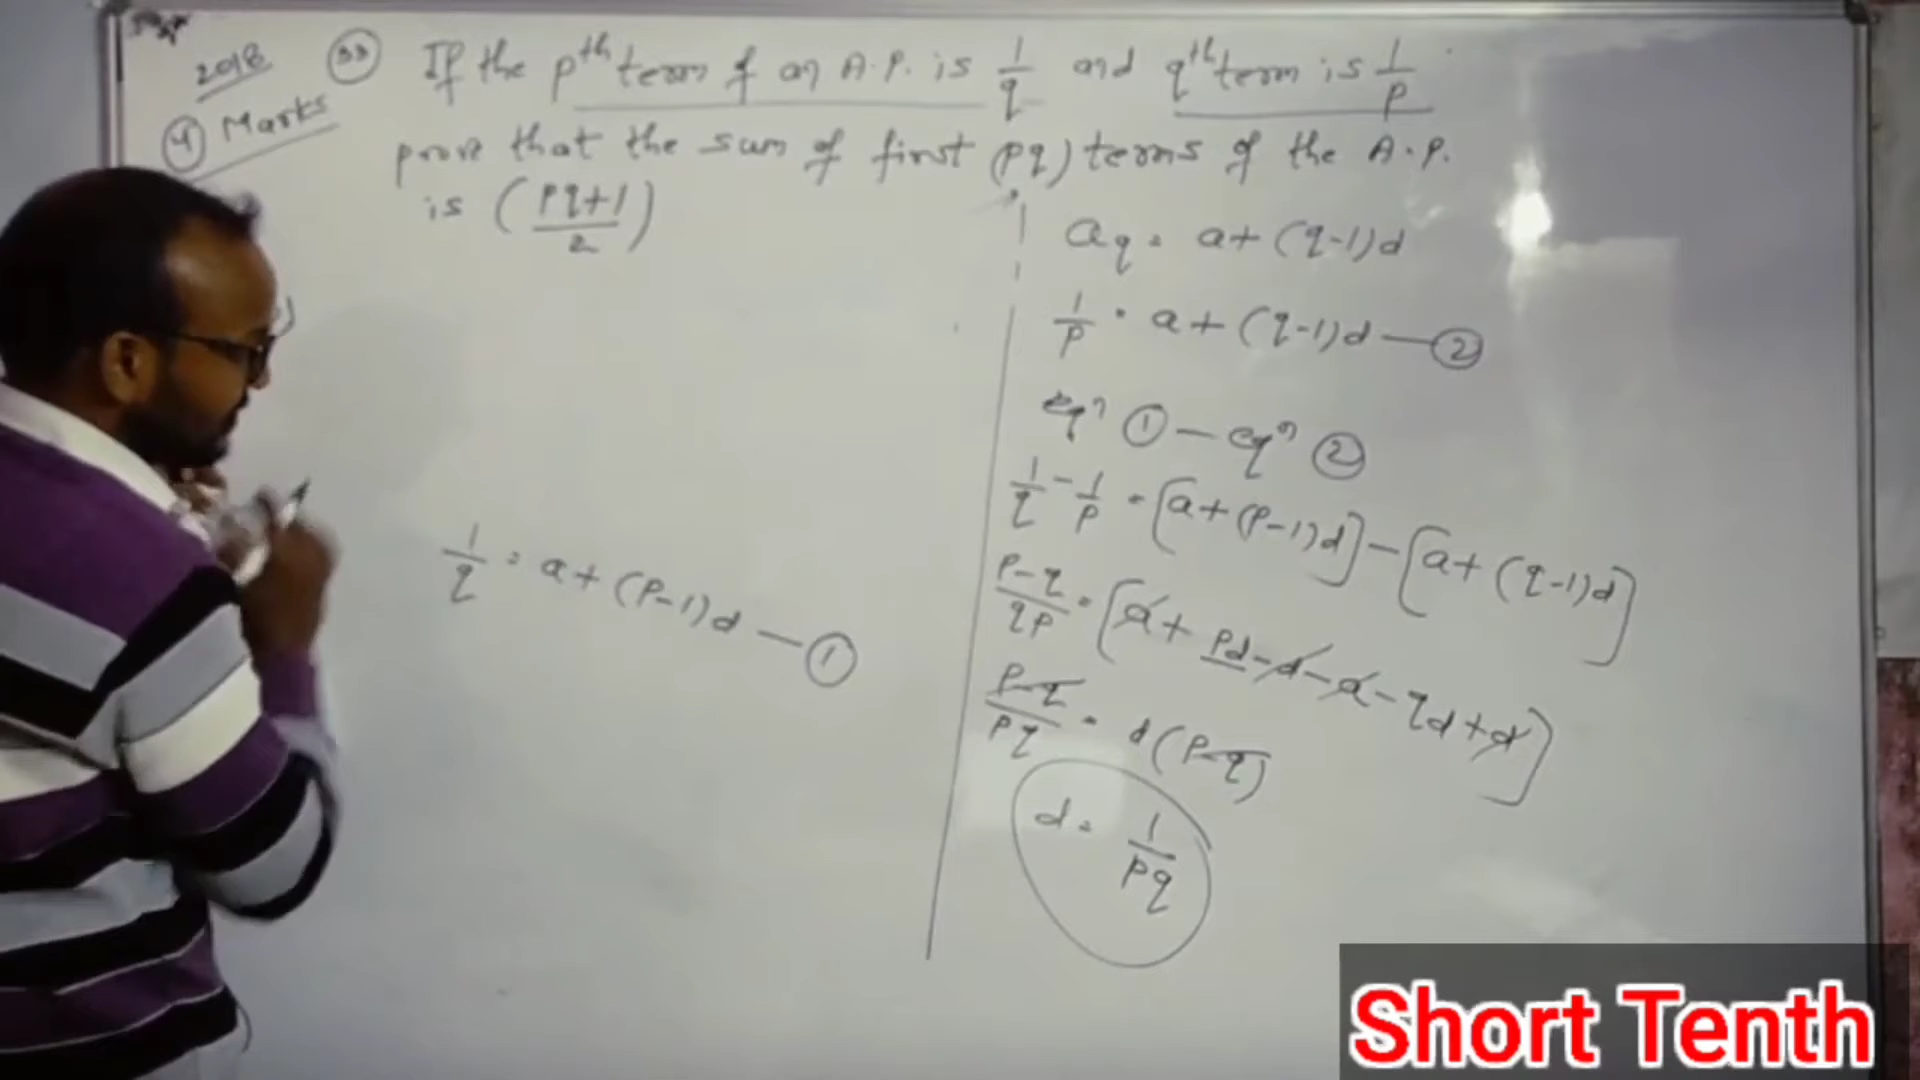 2018
(4) Marks
(33) If the pth term of an A.P. is 1/q and qth term is 1/p
prove that the sum of first (pq) terms of the A.P.
is (pq+1/2)
1/q = a+(p-1)d — (1)
aq = a+(q-1)d
1/p = a+(q-1)d — (2)
eqn (1) — eqn (2)
1/q - 1/p = [a+(p-1)d] - [a+(q-1)d]
p-q/qp = [a+pd-d-a-qd+d]
p-q/pq = d(p-q)
d = 1/pq
Short Tenth